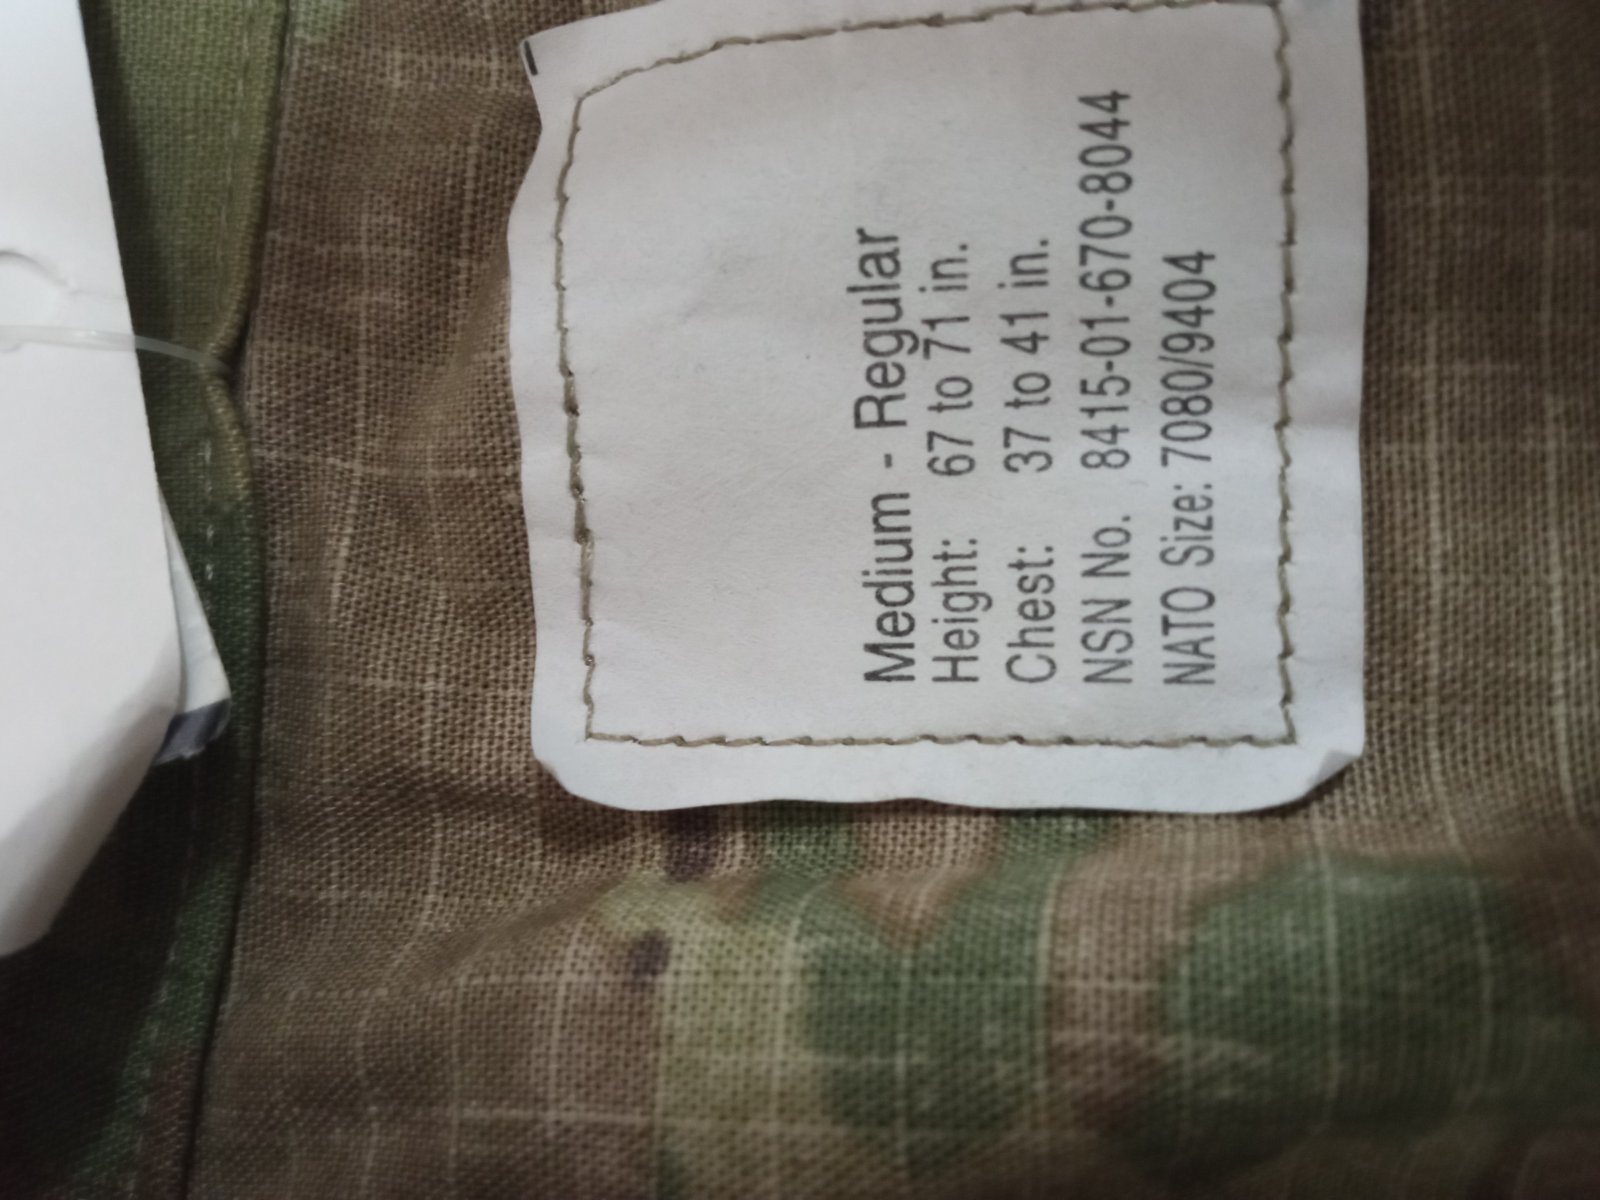 Medium - Regular
Height: 67 to 71 in.
Chest: 37 to 41 in.
NSN No. 8415-01-670-8044
NATO Size: 7080/9404